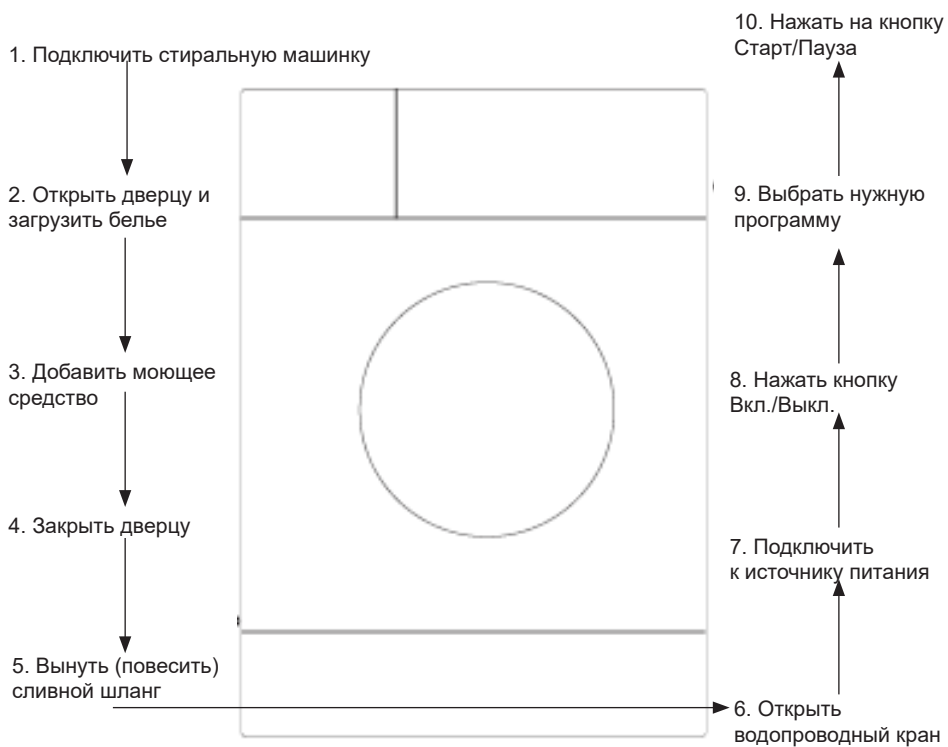 1. Подключить стиральную машинку
2. Открыть дверцу и
загрузить белье
3. Добавить моющее
средство
4. Закрыть дверцу
5. Вынуть (повесить)
сливной шланг
6. Открыть
водопроводный кран
7. Подключить
к источнику питания
8. Нажать кнопку
Вкл./Выкл.
9. Выбрать нужную
программу
10. Нажать на кнопку
Старт/Пауза